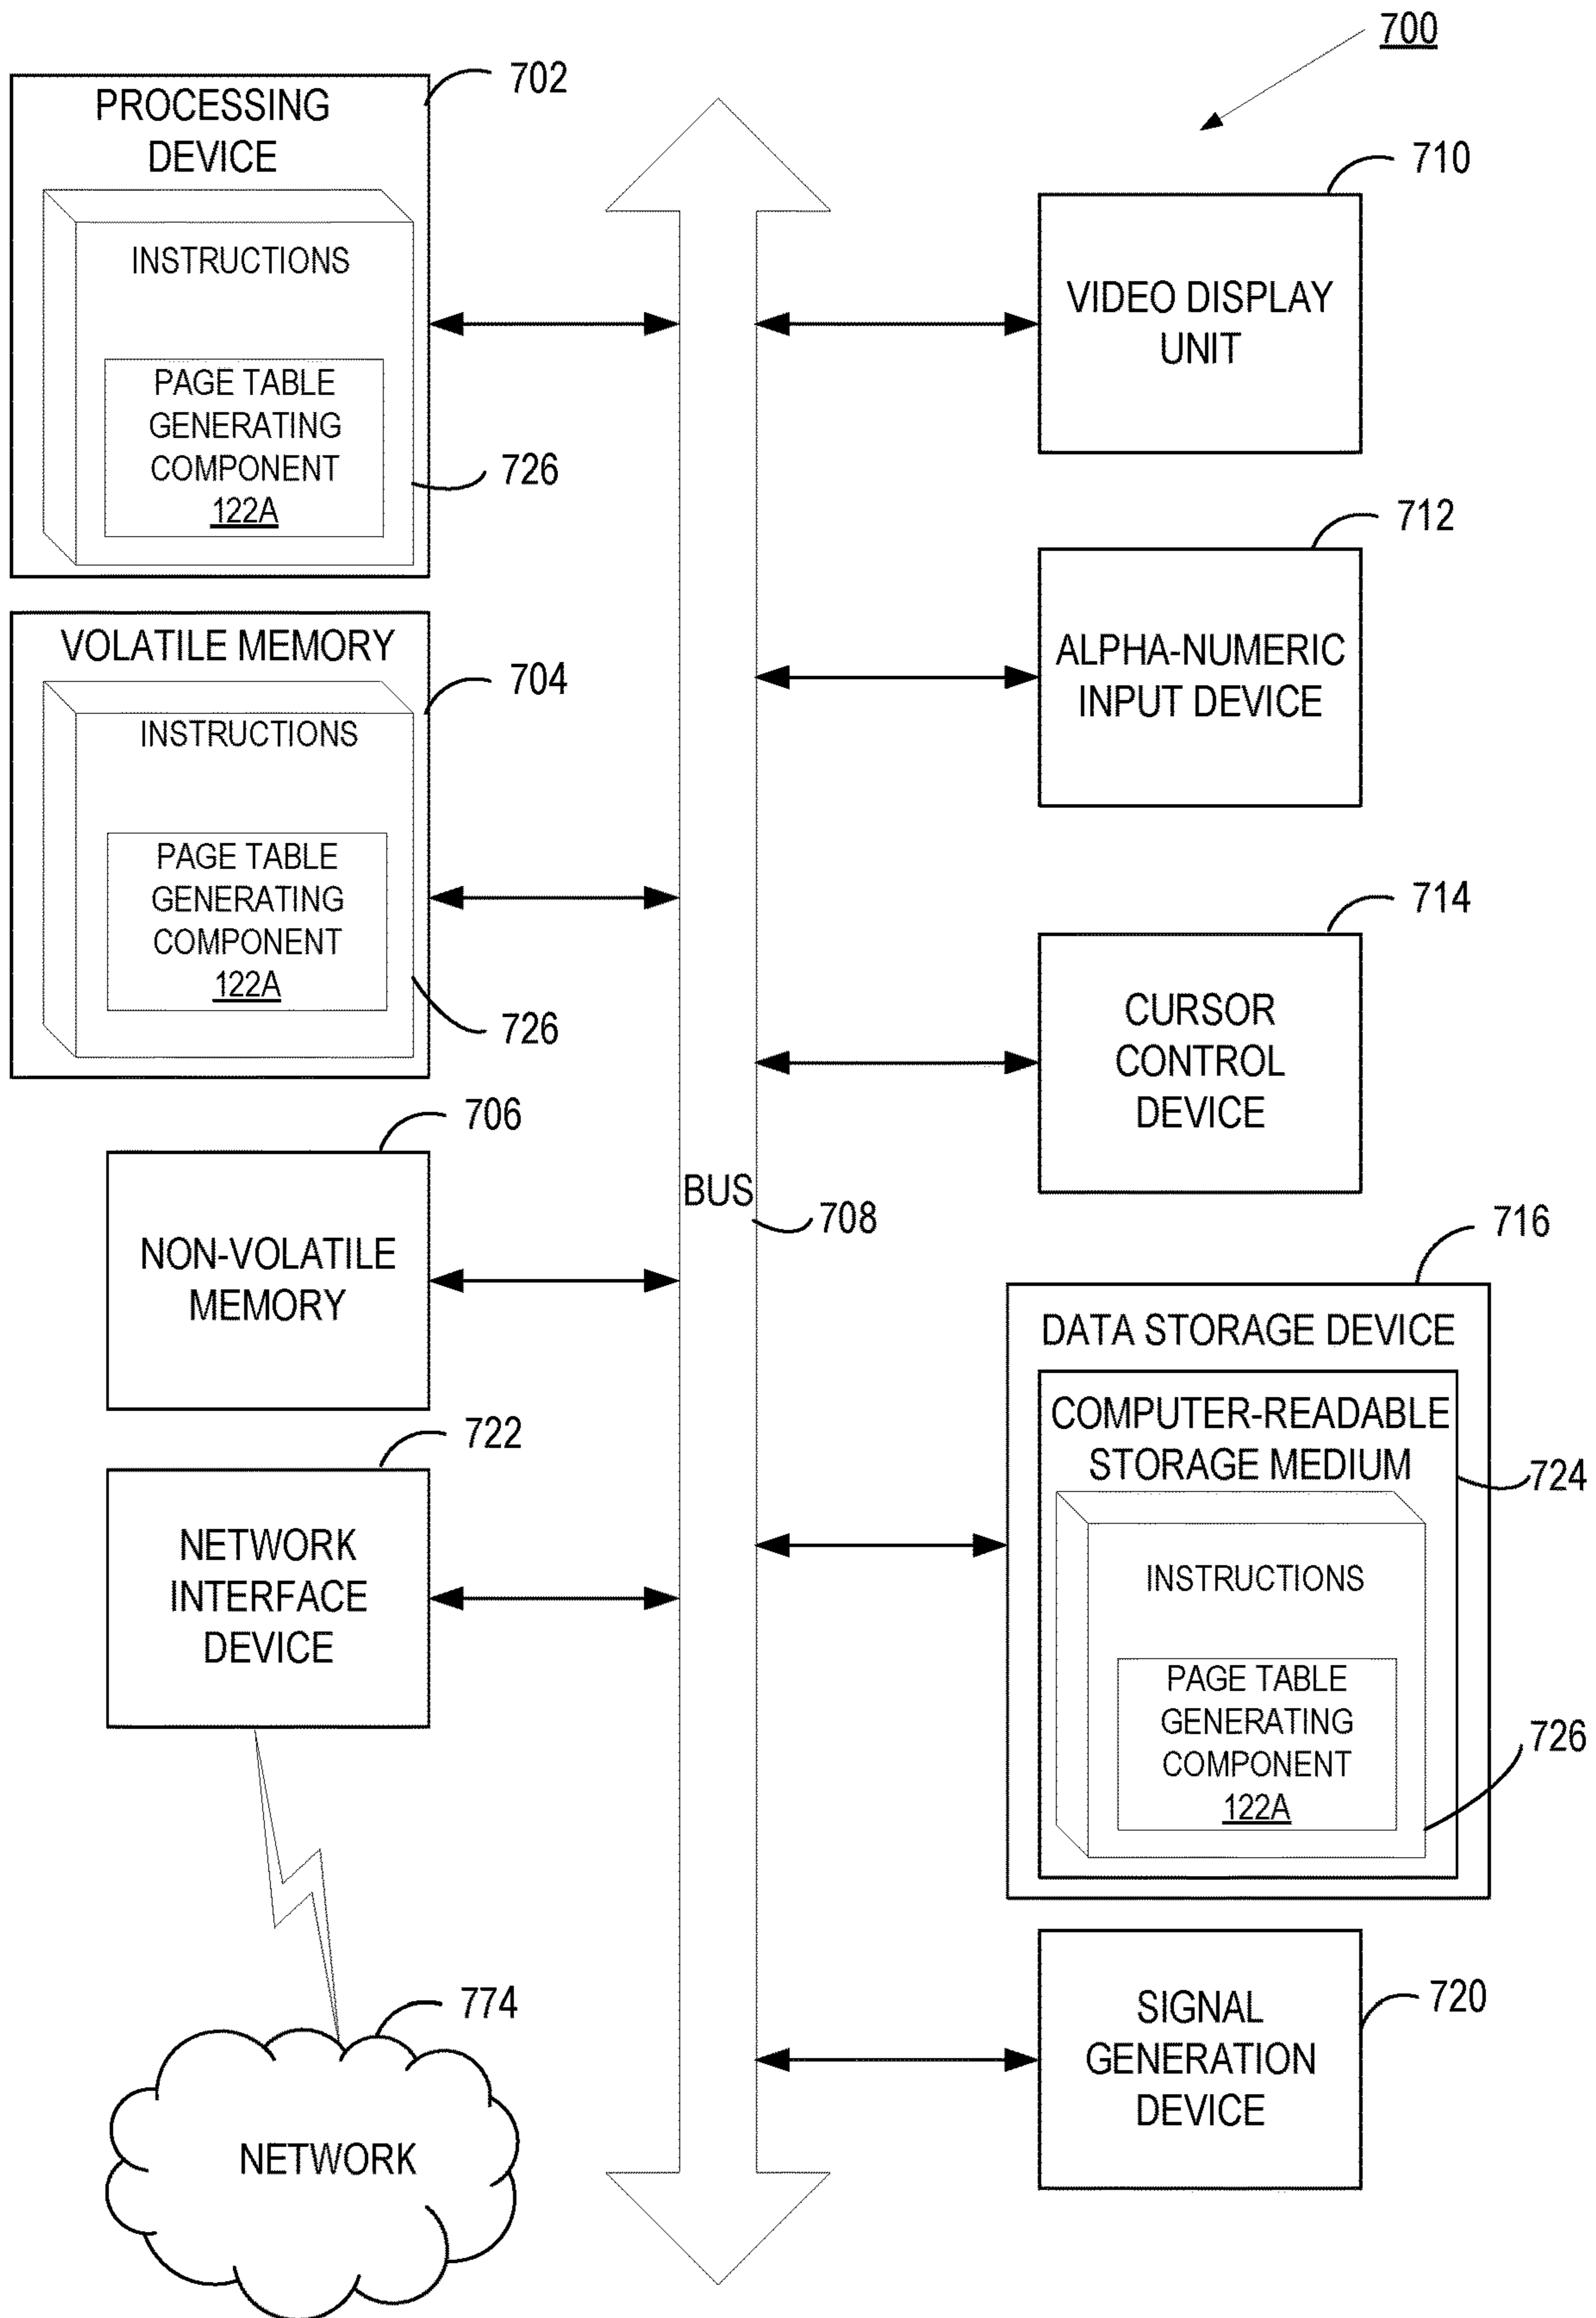 700
702
PROCESSING
DEVICE
INSTRUCTIONS
PAGE TABLE
GENERATING
COMPONENT
122A
726
VOLATILE MEMORY
704
INSTRUCTIONS
PAGE TABLE
GENERATING
COMPONENT
122A
726
706
NON-VOLATILE
MEMORY
722
NETWORK
INTERFACE
DEVICE
774
NETWORK
BUS
708
710
VIDEO DISPLAY
UNIT
712
ALPHA-NUMERIC
INPUT DEVICE
714
CURSOR
CONTROL
DEVICE
716
DATA STORAGE DEVICE
COMPUTER-READABLE
STORAGE MEDIUM
724
INSTRUCTIONS
PAGE TABLE
GENERATING
COMPONENT
122A
726
SIGNAL
GENERATION
DEVICE
720